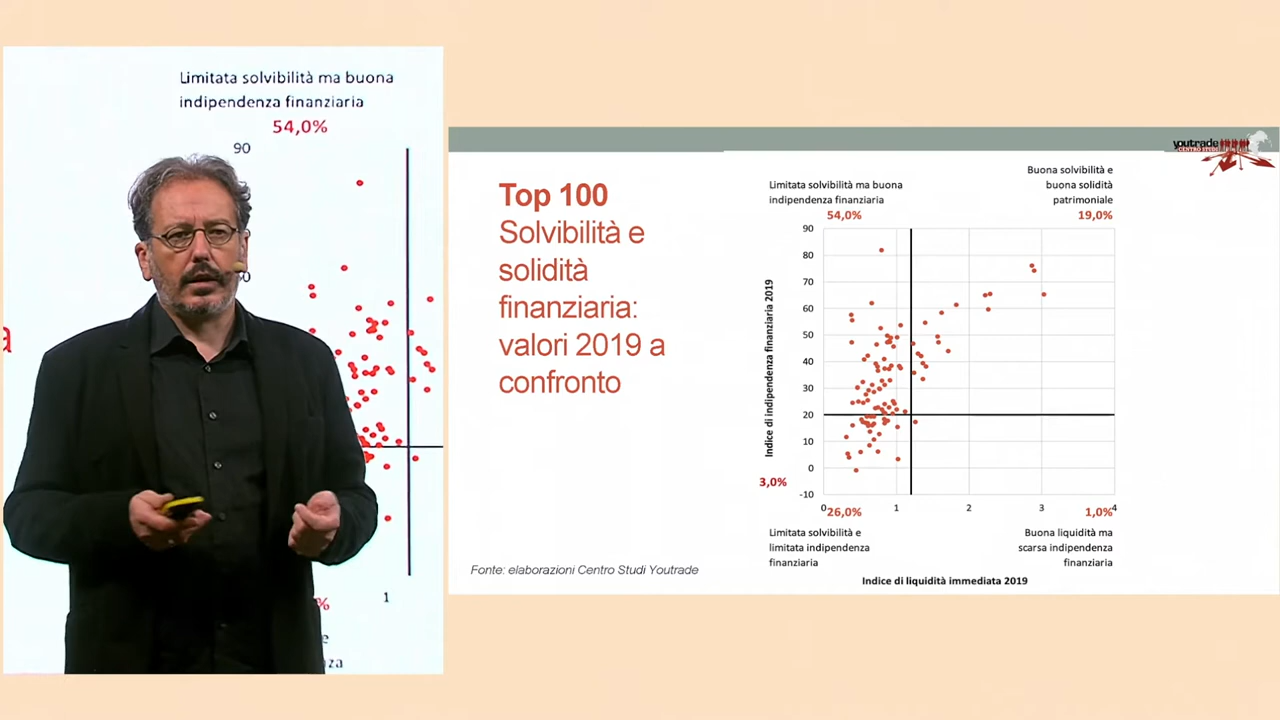 Limitata solvibilità ma buona
indipendenza finanziaria
54,0%
90
a
1
%
e
za
youtrade
CENTRO STUDI
Top 100
Solvibilità e
solidità
finanziaria:
valori 2019 a
confronto
Fonte: elaborazioni Centro Studi Youtrade
Limitata solvibilità ma buona
indipendenza finanziaria
54,0%
Buona solvibilità e
buona solidità
patrimoniale
19,0%
Indice di indipendenza finanziaria 2019
90
80
70
60
50
40
30
20
10
0
-10
3,0%
0 1 2 3 4
26,0%
1,0%
Limitata solvibilità e
limitata indipendenza
finanziaria
Buona liquidità ma
scarsa indipendenza
finanziaria
Indice di liquidità immediata 2019